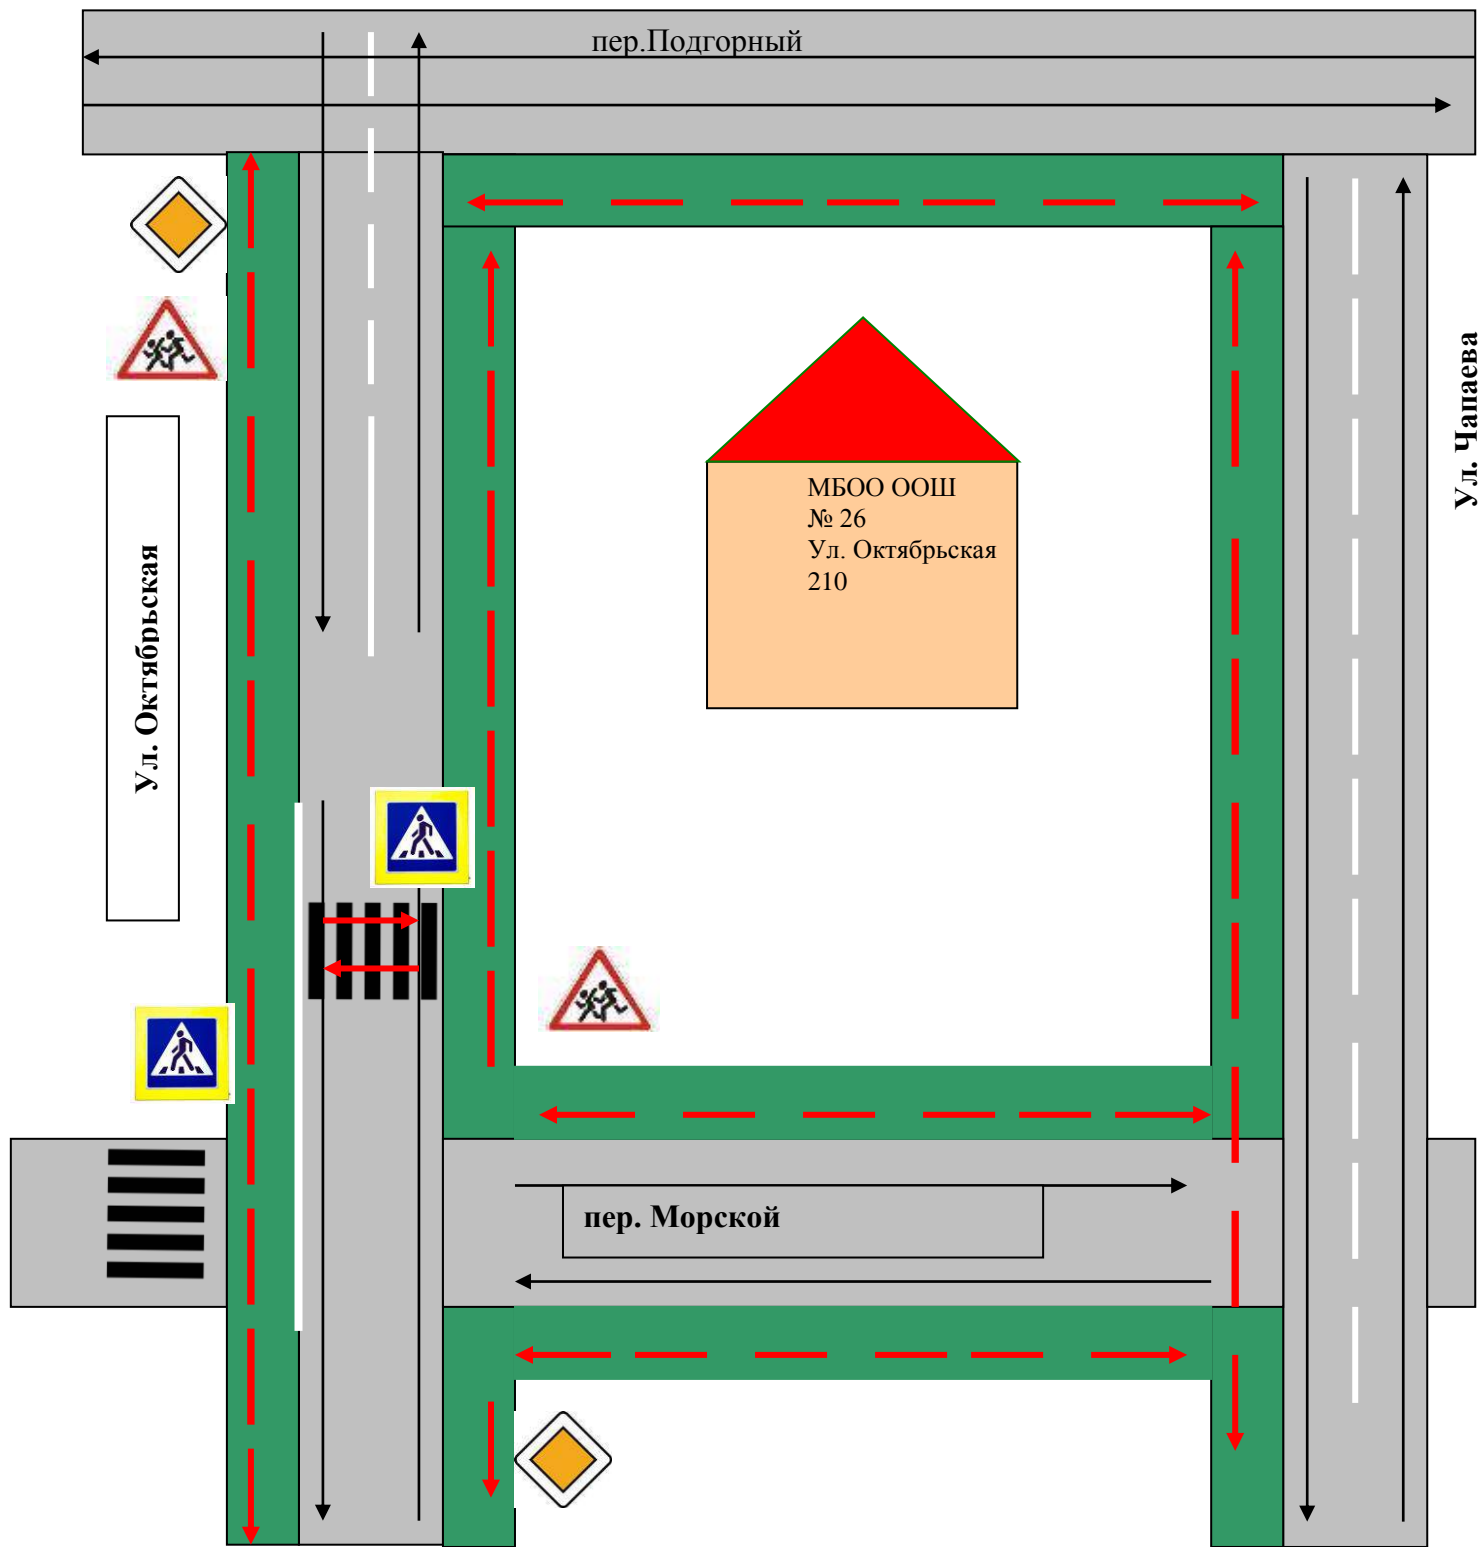 пер.Подгорный
Ул. Чапаева
МБОО ООШ
№ 26
Ул. Октябрьская
210
Ул. Октябрьская
пер. Морской